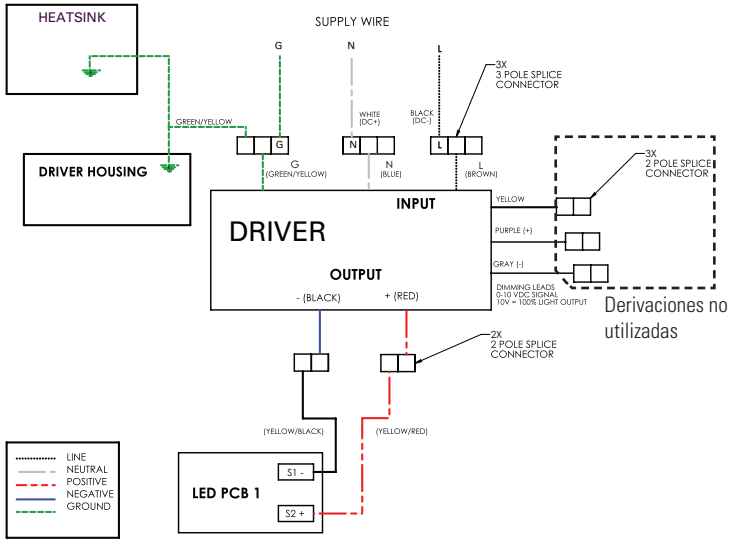 HEATSINK
SUPPLY WIRE
G
N
L
3X
3 POLE SPLICE
CONNECTOR
GREEN/YELLOW
WHITE
(DC+)
BLACK
(DC-)
G
N
L
G
(GREEN/YELLOW)
N
(BLUE)
L
(BROWN)
DRIVER HOUSING
3X
2 POLE SPLICE
CONNECTOR
INPUT
DRIVER
OUTPUT
- (BLACK)
+ (RED)
YELLOW
PURPLE (+)
GRAY (-)
DIMMING LEADS
0-10 VDC SIGNAL
10V = 100% LIGHT OUTPUT
Derivaciones no
utilizadas
2X
2 POLE SPLICE
CONNECTOR
(YELLOW/BLACK)
(YELLOW/RED)
LED PCB 1
S1 -
S2 +
LINE
NEUTRAL
POSITIVE
NEGATIVE
GROUND